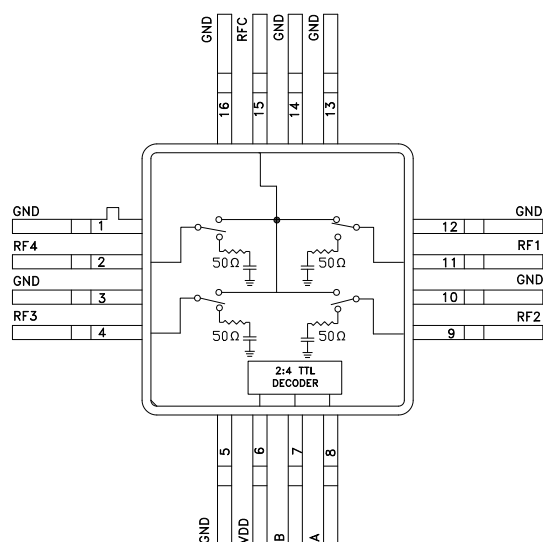 GND
RFC
GND
GND
16
15
14
13
GND
1
GND
12
RF4
2
RF1
11
50Ω
50Ω
GND
3
GND
10
RF3
4
RF2
9
50Ω
50Ω
2:4 TTL
DECODER
5
6
7
8
GND
VDD
B
A